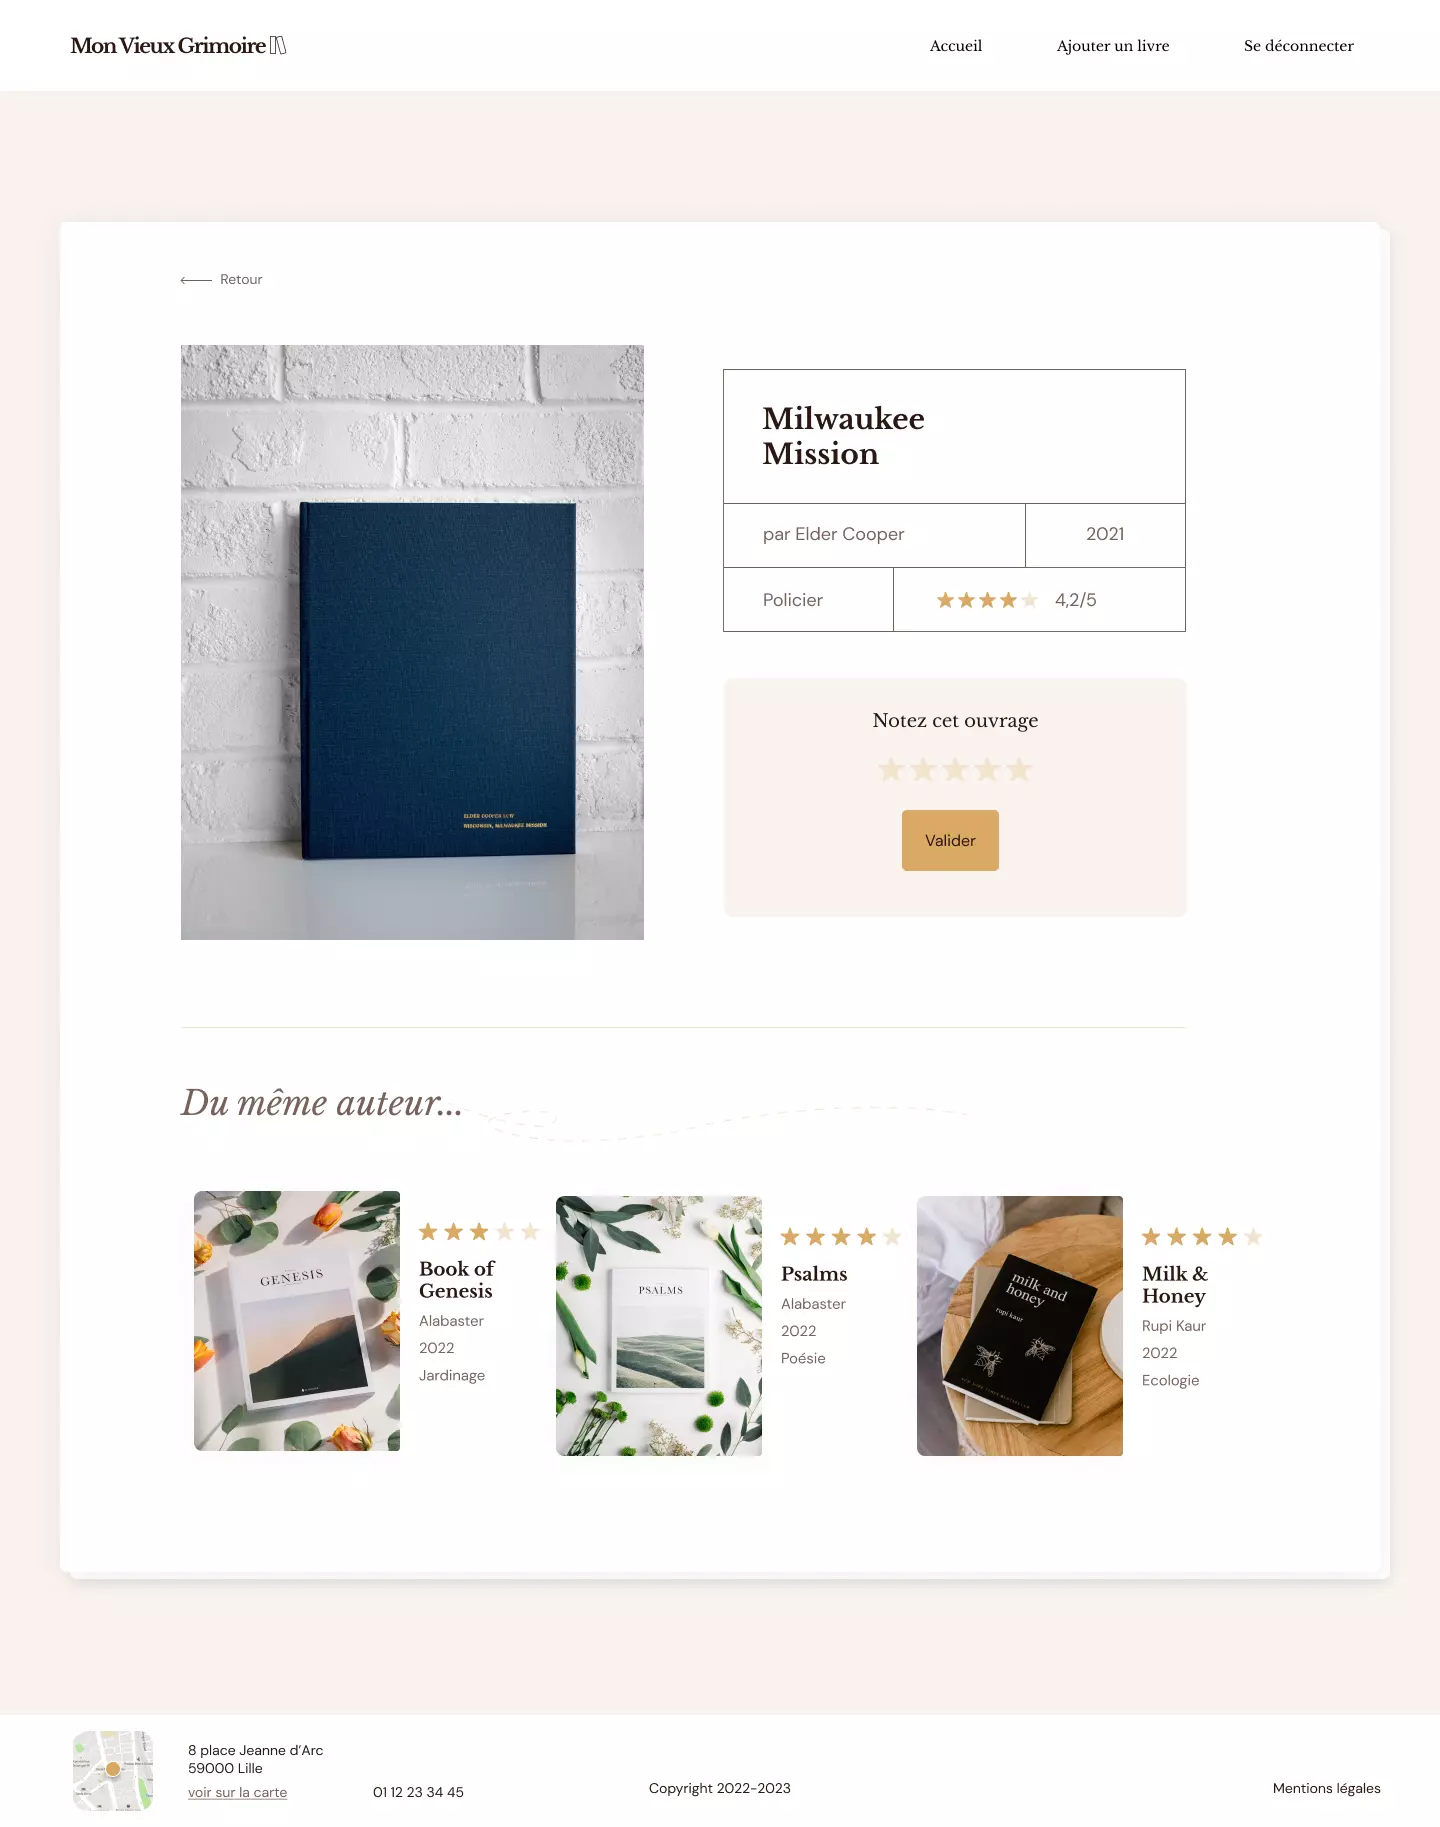 Mon Vieux Grimoire
Accueil
Ajouter un livre
Se déconnecter
Retour
ELDER COOPER LOW
WISCONSIN, MILWAUKEE MISSION
Milwaukee
Mission
par Elder Cooper
2021
Policier
4,2/5
Notez cet ouvrage
Valider
Du même auteur...
GENESIS
Book of
Genesis
Alabaster
2022
Jardinage
PSALMS
Psalms
Alabaster
2022
Poésie
milk and
honey
rupi kaur
Milk &
Honey
Rupi Kaur
2022
Ecologie
8 place Jeanne d’Arc
59000 Lille
voir sur la carte
01 12 23 34 45
Copyright 2022-2023
Mentions légales